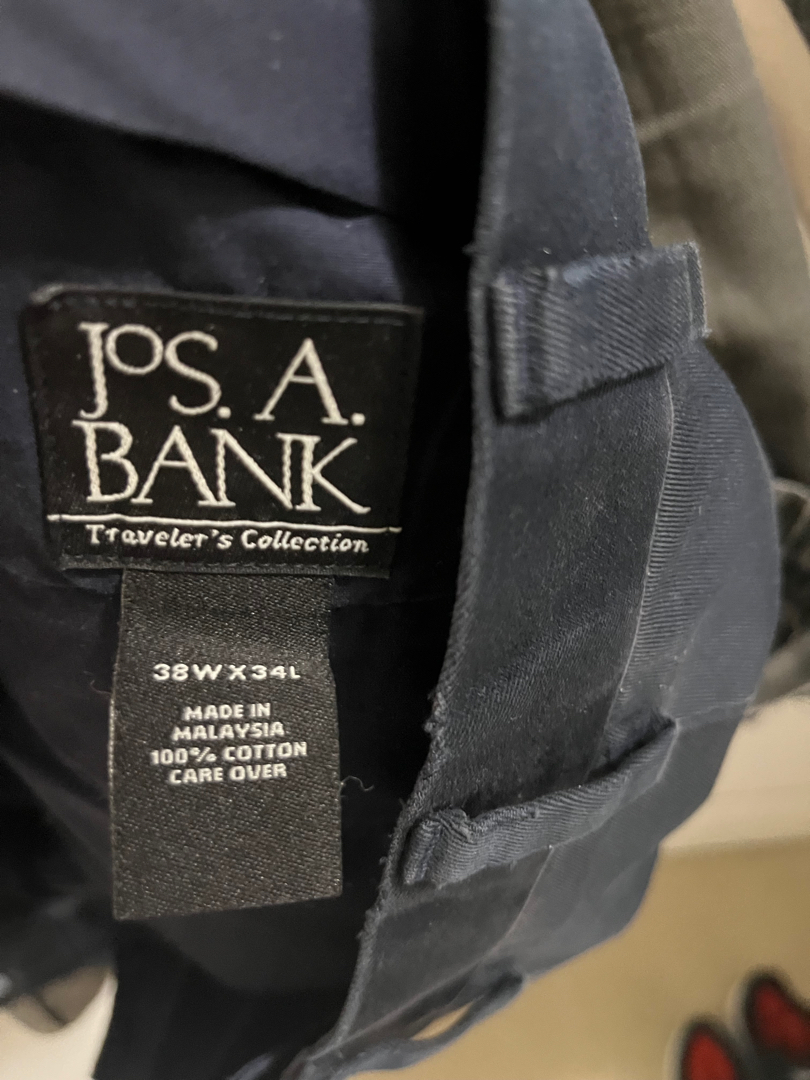 JOS. A.
BANK
Traveler's Collection
38W X 34L
MADE IN
MALAYSIA
100% COTTON
CARE OVER